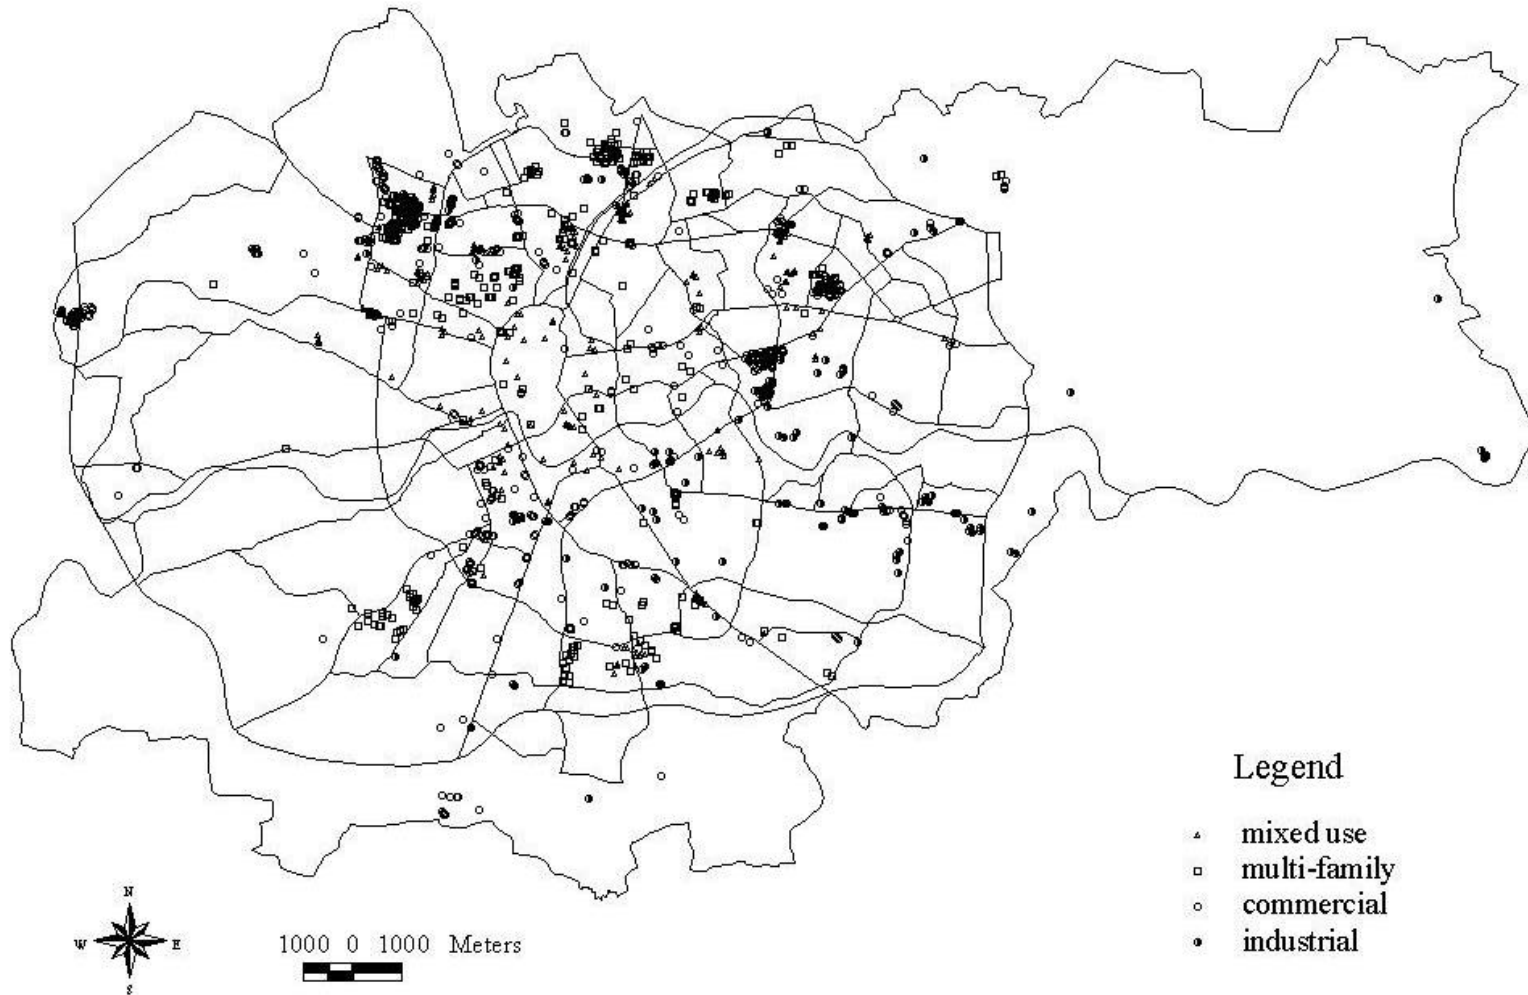 Legend
mixed use
multi-family
commercial
industrial
N
W E
S
1000 0 1000 Meters